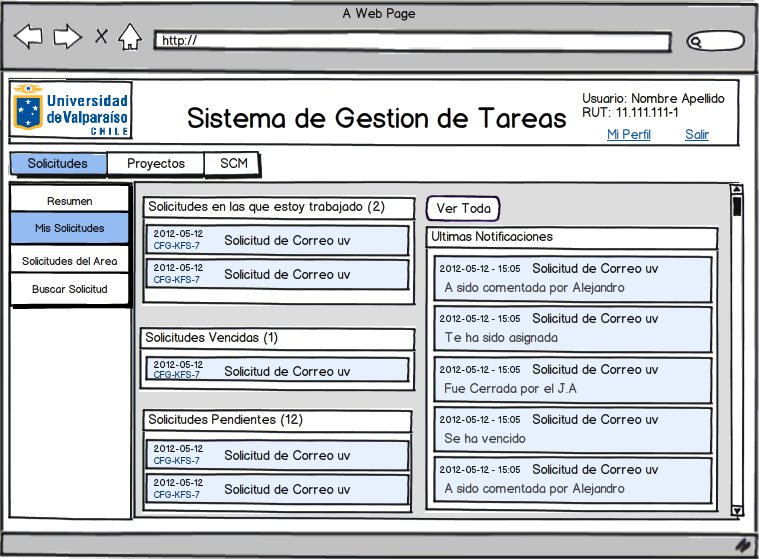 A Web Page
http://
Universidad
de Valparaíso
CHILE
Sistema de Gestion de Tareas
Usuario: Nombre Apellido
RUT: 11.111.111-1
Mi Perfil Salir
Solicitudes Proyectos SCM
Resumen
Mis Solicitudes
Solicitudes del Area
Buscar Solicitud
Solicitudes en las que estoy trabajado (2)
2012-05-12
CFG-KFS-7
Solicitud de Correo uv
2012-05-12
CFG-KFS-7
Solicitud de Correo uv
Solicitudes Vencidas (1)
2012-05-12
CFG-KFS-7
Solicitud de Correo uv
Solicitudes Pendientes (12)
2012-05-12
CFG-KFS-7
Solicitud de Correo uv
2012-05-12
CFG-KFS-7
Solicitud de Correo uv
Ver Toda
Ultimas Notificaciones
2012-05-12 - 15:05 Solicitud de Correo uv
A sido comentada por Alejandro
2012-05-12 - 15:05 Solicitud de Correo uv
Te ha sido asignada
2012-05-12 - 15:05 Solicitud de Correo uv
Fue Cerrada por el J.A
2012-05-12 - 15:05 Solicitud de Correo uv
Se ha vencido
2012-05-12 - 15:05 Solicitud de Correo uv
A sido comentada por Alejandro